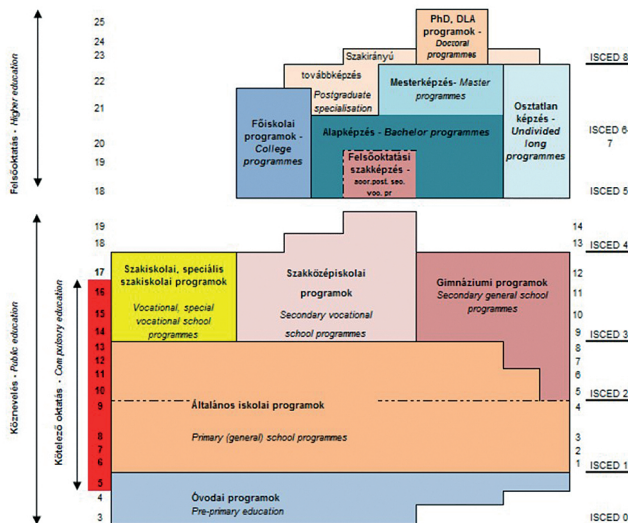 Felsőoktatás - Higher education
25
24
23
22
21
20
19
18
PhD, DLA
programok -
Doctoral
programmes
Szakirányú
továbbképzés
Postgraduate
specialisation
Mesterképzés- Master
programmes
Osztatlan
képzés -
Undivided
long
programmes
Főiskolai
programok -
College
programmes
Alapképzés - Bachelor programmes
Felsőoktatási
szakképzés -
ISCED 8
ISCED 6-
7
ISCED 5
Köznevelés - Public education
Kötelező oktatás - Compulsory education
19
18
17
16
15
14
13
12
11
10
9
8
7
6
5
4
3
Szakiskolai, speciális
szakiskolai programok
Vocational, special
vocational school
programmes
Szakközépiskolai
programok
Secondary vocational
school programmes
Gimnáziumi programok
Secondary general school
programmes
Általános iskolai programok
Primary (general) school programmes
Óvodai programok
Pre-primary education
14
13
12
11
10
9
8
7
6
5
4
3
2
1
ISCED 4
ISCED 3
ISCED 2
ISCED 1
ISCED 0